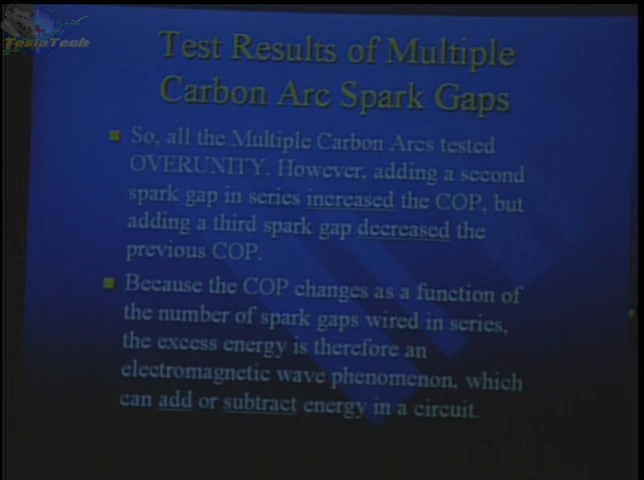 TeslaTech
Test Results of Multiple
Carbon Arc Spark Gaps
So, all the Multiple Carbon Arcs tested
OVERUNITY. However, adding a second
spark gap in series increased the COP, but
adding a third spark gap decreased the
previous COP.
Because the COP changes as a function of
the number of spark gaps wired in series,
the excess energy is therefore an
electromagnetic wave phenomenon, which
can add or subtract energy in a circuit.